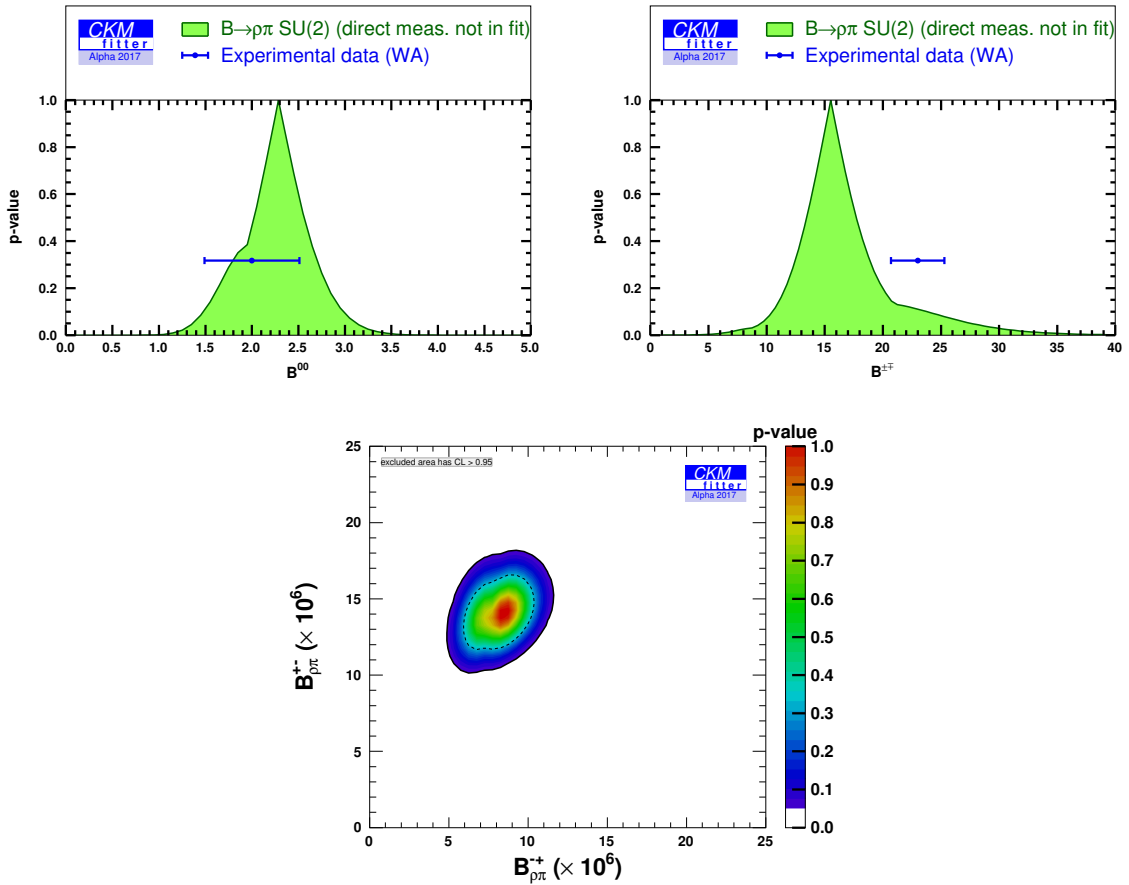 CKM
fitter
Alpha 2017
B→ρπ SU(2) (direct meas. not in fit)
Experimental data (WA)
p-value
1.0
0.8
0.6
0.4
0.2
0.0
0.0 0.5 1.0 1.5 2.0 2.5 3.0 3.5 4.0 4.5 5.0
B⁰⁰
CKM
fitter
Alpha 2017
B→ρπ SU(2) (direct meas. not in fit)
Experimental data (WA)
p-value
1.0
0.8
0.6
0.4
0.2
0.0
0 5 10 15 20 25 30 35 40
B^{±∓}
excluded area has CL > 0.95
CKM
fitter
Alpha 2017
B^{+-}_{ρπ} (× 10⁶)
25
20
15
10
5
0
0 5 10 15 20 25
B^{-+}_{ρπ} (× 10⁶)
p-value
1.0
0.9
0.8
0.7
0.6
0.5
0.4
0.3
0.2
0.1
0.0